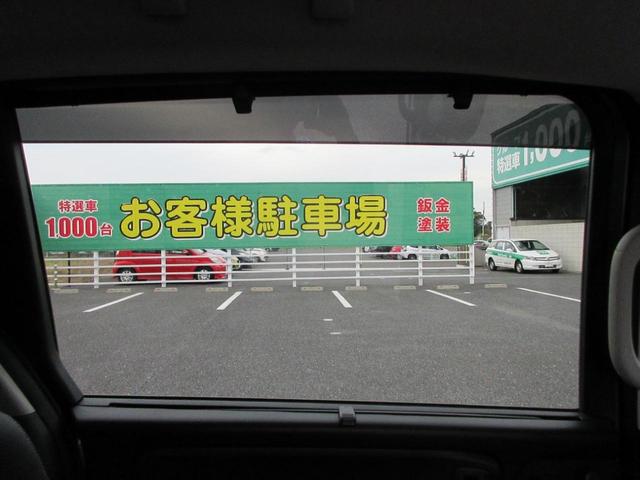 特選車
1,000台
お客様駐車場
鈑金
塗装
特選車1,000